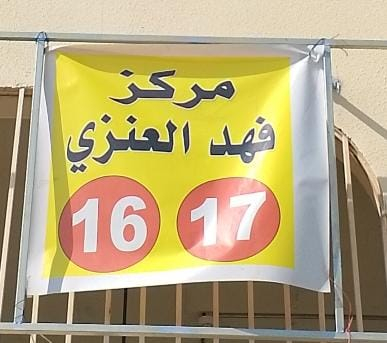 مركز
فهد العنزي
16 17